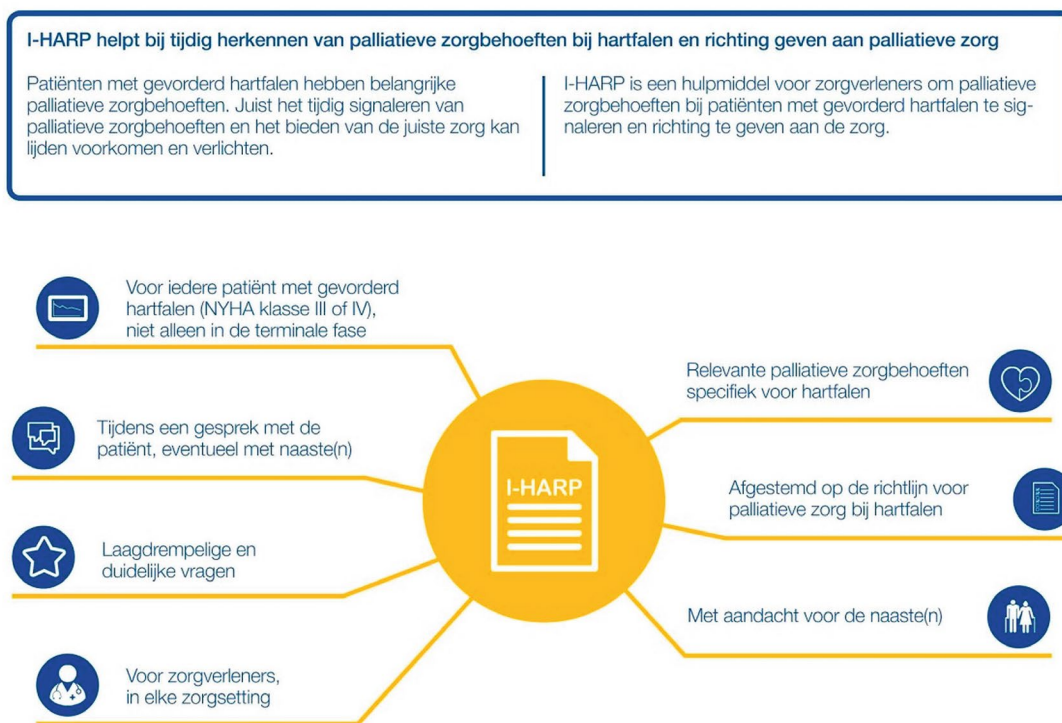 I-HARP helpt bij tijdig herkennen van palliatieve zorgbehoeften bij hartfalen en richting geven aan palliatieve zorg
Patiënten met gevorderd hartfalen hebben belangrijke
palliatieve zorgbehoeften. Juist het tijdig signaleren van
palliatieve zorgbehoeften en het bieden van de juiste zorg kan
lijden voorkomen en verlichten.
I-HARP is een hulpmiddel voor zorgverleners om palliatieve
zorgbehoeften bij patiënten met gevorderd hartfalen te sig-
naleren en richting te geven aan de zorg.
Voor iedere patiënt met gevorderd
hartfalen (NYHA klasse III of IV),
niet alleen in de terminale fase
Tijdens een gesprek met de
patiënt, eventueel met naaste(n)
Laagdrempelige en
duidelijke vragen
Voor zorgverleners,
in elke zorgsetting
I-HARP
Relevante palliatieve zorgbehoeften
specifiek voor hartfalen
Afgestemd op de richtlijn voor
palliatieve zorg bij hartfalen
Met aandacht voor de naaste(n)